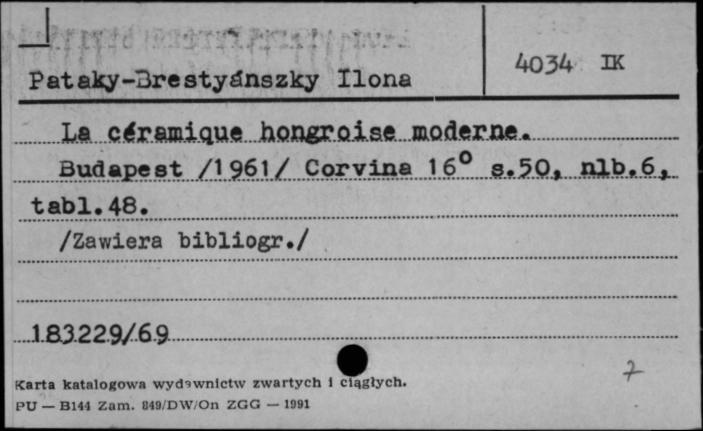 Pataky-Brestyánszky Ilona
4034 IK
La céramique hongroise moderne.
Budapest /1961/ Corvina 16° s.50, nlb.6,
tabl.48.
/Zawiera bibliogr./
183229/69
7
Karta katalogowa wydawnictw zwartych i ciągłych.
PU — B144 Zam. 849/DW/On ZGG — 1991